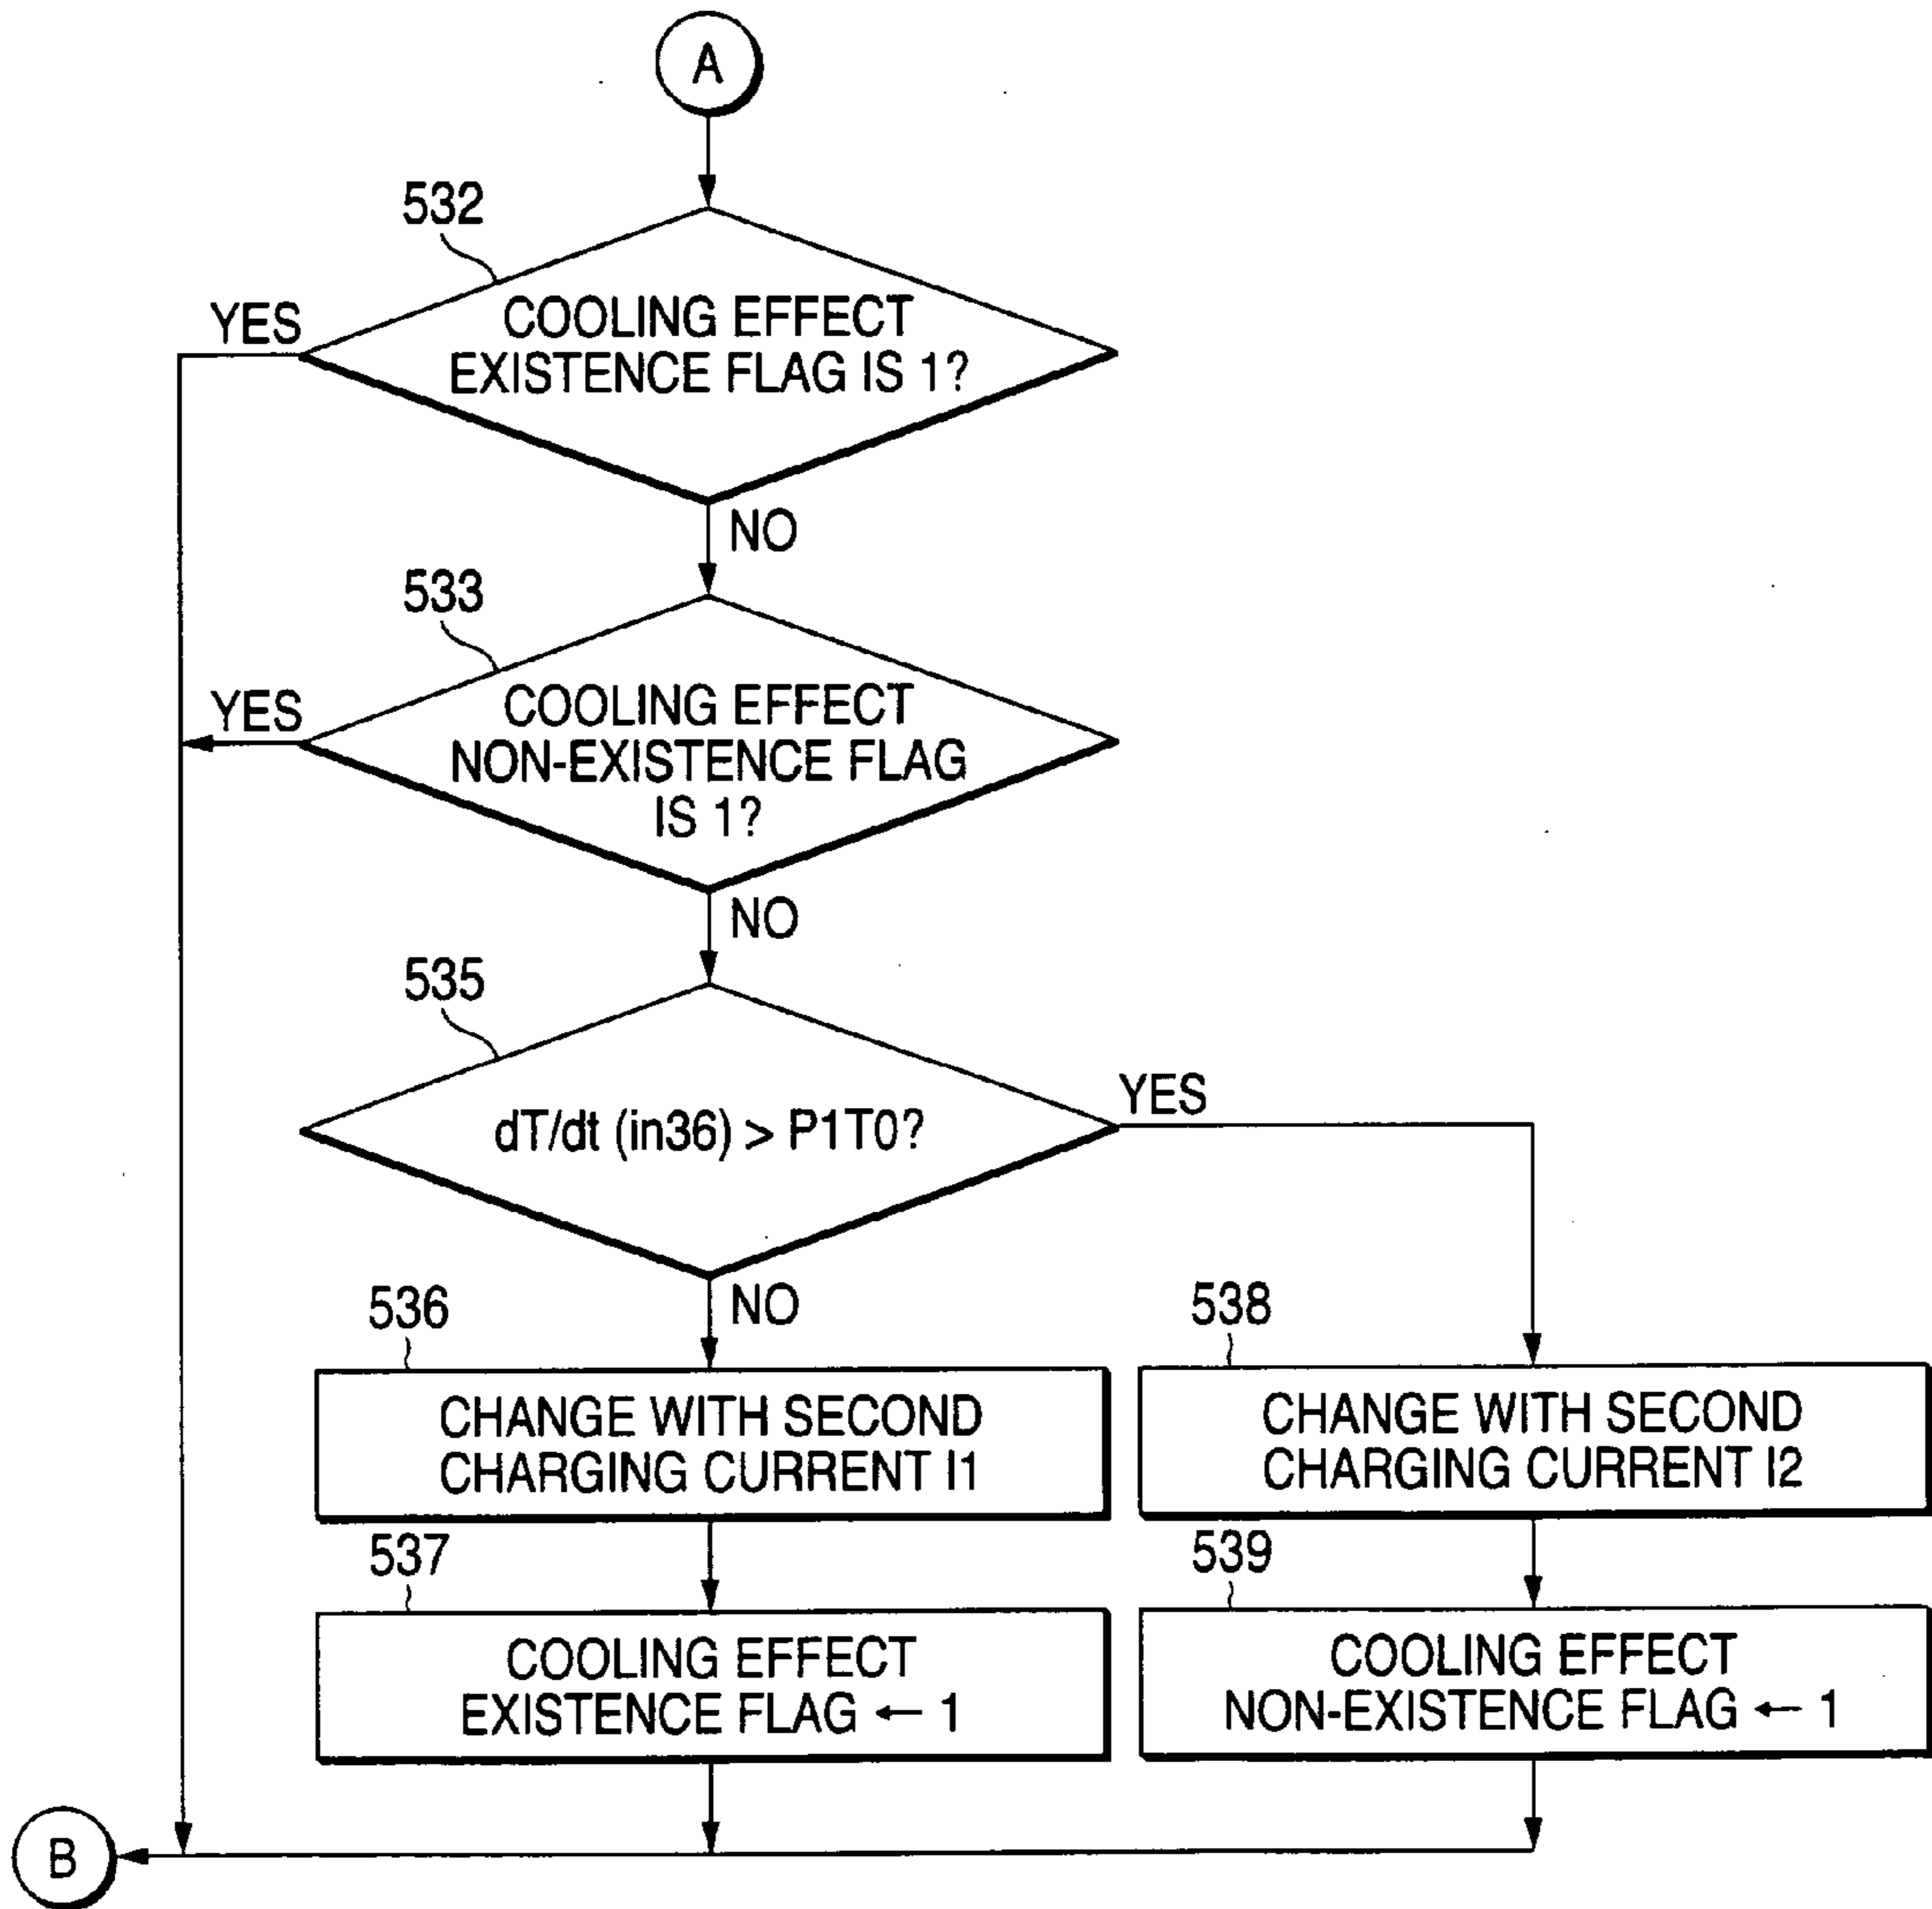 A
532
YES
COOLING EFFECT
EXISTENCE FLAG IS 1?
NO
533
YES
COOLING EFFECT
NON-EXISTENCE FLAG
IS 1?
NO
535
YES
dT/dt (in36) > P1T0?
NO
536
CHANGE WITH SECOND
CHARGING CURRENT I1
538
CHANGE WITH SECOND
CHARGING CURRENT I2
537
COOLING EFFECT
EXISTENCE FLAG ← 1
539
COOLING EFFECT
NON-EXISTENCE FLAG ← 1
B